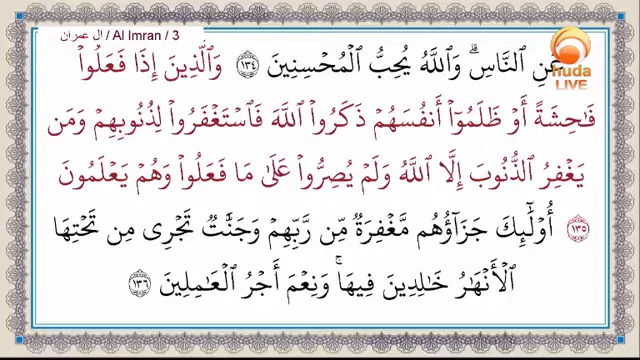 ال عمران / Al Imran / 3
عَنِ ٱلنَّاسِۗ وَٱللَّهُ يُحِبُّ ٱلۡمُحۡسِنِينَ ١٣٤ وَٱلَّذِينَ إِذَا فَعَلُواْ
huda
LIVE
فَٰحِشَةً أَوۡ ظَلَمُوٓاْ أَنفُسَهُمۡ ذَكَرُواْ ٱللَّهَ فَٱسۡتَغۡفَرُواْ لِذُنُوبِهِمۡ وَمَن
يَغۡفِرُ ٱلذُّنُوبَ إِلَّا ٱللَّهُ وَلَمۡ يُصِرُّواْ عَلَىٰ مَا فَعَلُواْ وَهُمۡ يَعۡلَمُونَ
١٣٥ أُوْلَٰٓئِكَ جَزَآؤُهُم مَّغۡفِرَةٞ مِّن رَّبِّهِمۡ وَجَنَّٰتٞ تَجۡرِي مِن تَحۡتِهَا
ٱلۡأَنۡهَٰرُ خَٰلِدِينَ فِيهَاۚ وَنِعۡمَ أَجۡرُ ٱلۡعَٰمِلِينَ ١٣٦